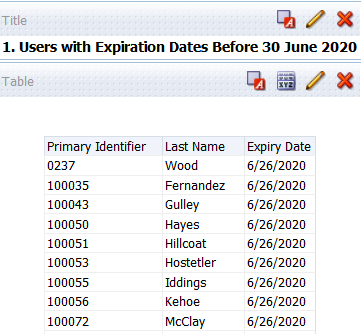 Title
1. Users with Expiration Dates Before 30 June 2020
Table
XYZ
Primary Identifier Last Name Expiry Date
0237 Wood 6/26/2020
100035 Fernandez 6/26/2020
100043 Gulley 6/26/2020
100050 Hayes 6/26/2020
100051 Hillcoat 6/26/2020
100053 Hostetler 6/26/2020
100055 Iddings 6/26/2020
100056 Kehoe 6/26/2020
100072 McClay 6/26/2020